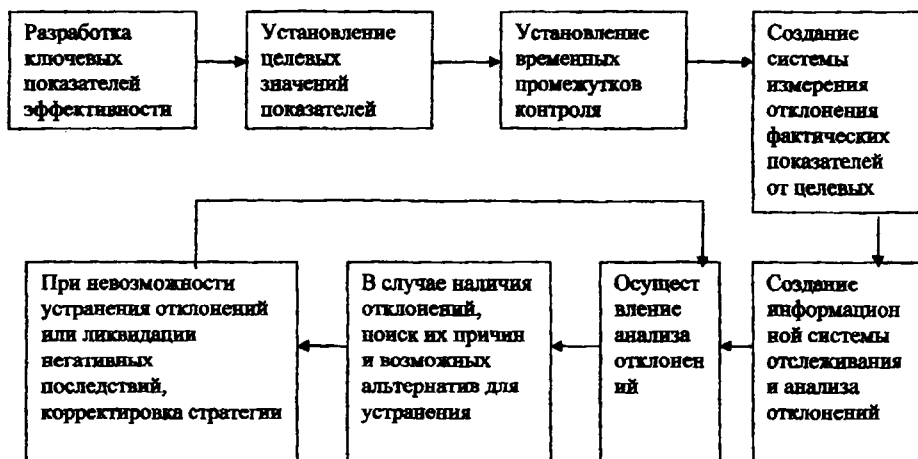 Разработка
ключевых
показателей
эффективности
Установление
целевых
значений
показателей
Установление
временных
промежутков
контроля
Создание
системы
измерения
отклонения
фактических
показателей
от целевых
При невозможности
устранения отклонений
или ликвидации
негативных
последствий,
корректировка стратегии
В случае наличия
отклонений,
поиск их причин
и возможных
альтернатив для
устранения
Осущест
вление
анализа
отклонен
ий
Создание
информацион
ной системы
отслеживания
и анализа
отклонений